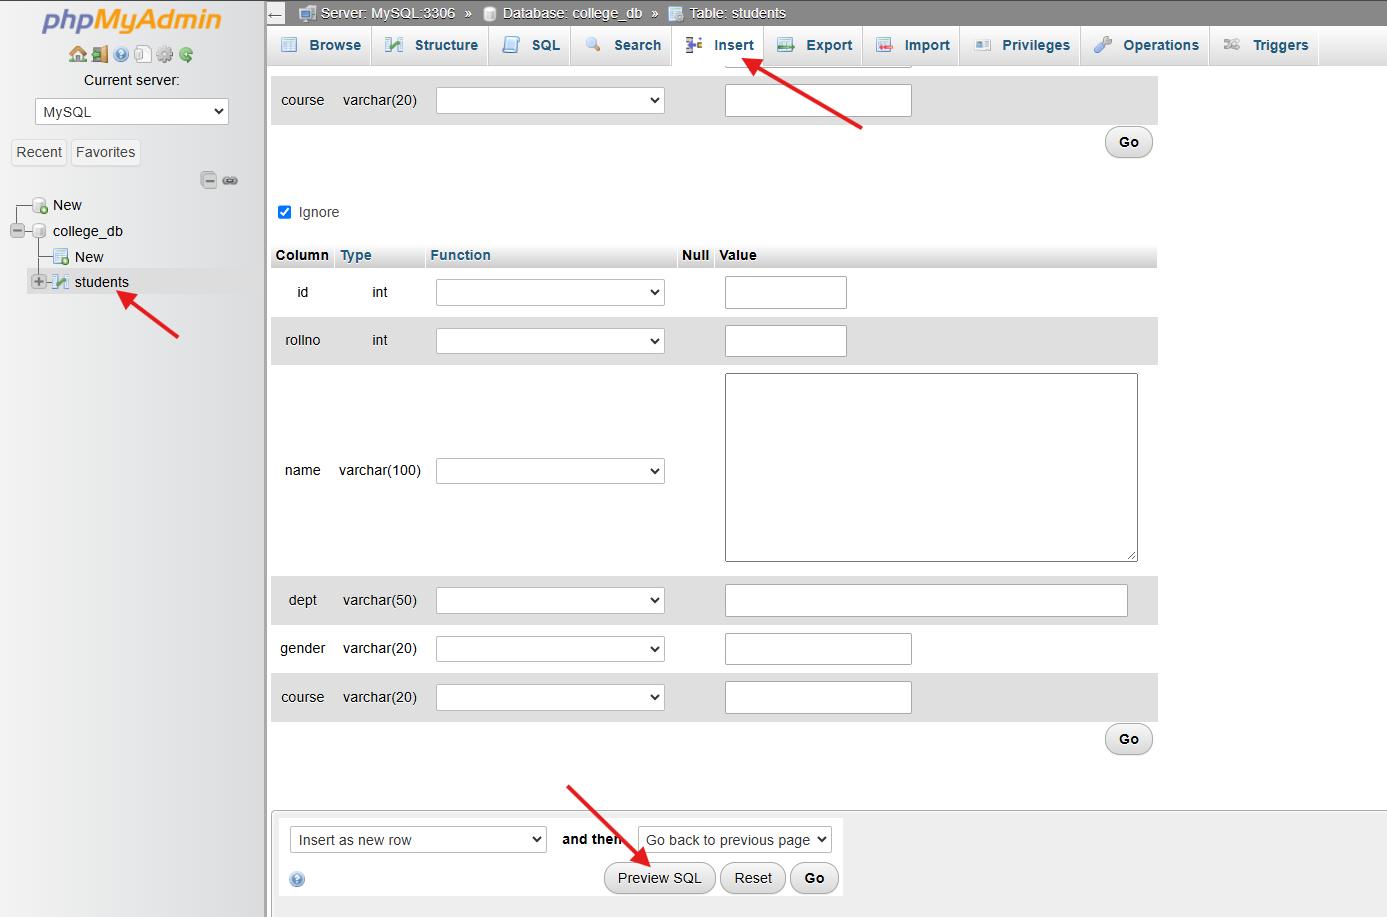 phpMyAdmin
Current server:
MySQL
Recent Favorites
New
college_db
New
students
Server: MySQL:3306 » Database: college_db » Table: students
Browse Structure SQL Search Insert Export Import Privileges Operations Triggers
course varchar(20)
Go
Ignore
Column Type Function Null Value
id int
rollno int
name varchar(100)
dept varchar(50)
gender varchar(20)
course varchar(20)
Go
Insert as new row and then Go back to previous page
Preview SQL Reset Go